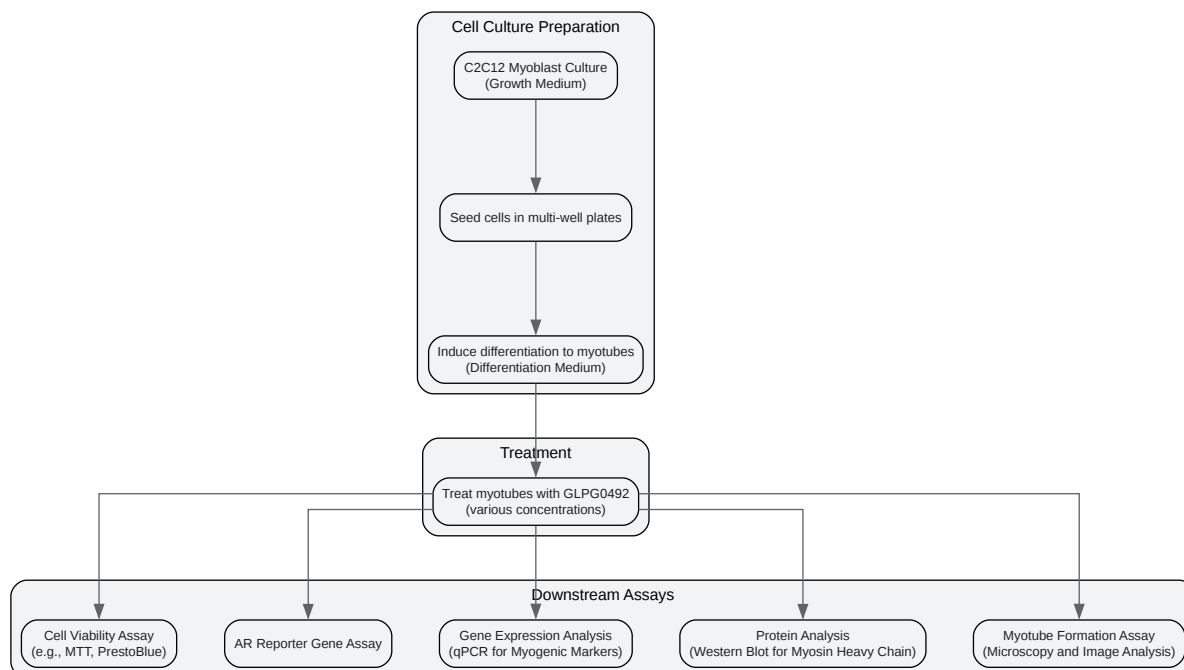 Cell Culture Preparation
C2C12 Myoblast Culture
(Growth Medium)
Seed cells in multi-well plates
Induce differentiation to myotubes
(Differentiation Medium)
Treatment
Treat myotubes with GLPG0492
(various concentrations)
Downstream Assays
Cell Viability Assay
(e.g., MTT, PrestoBlue)
AR Reporter Gene Assay
Gene Expression Analysis
(qPCR for Myogenic Markers)
Protein Analysis
(Western Blot for Myosin Heavy Chain)
Myotube Formation Assay
(Microscopy and Image Analysis)